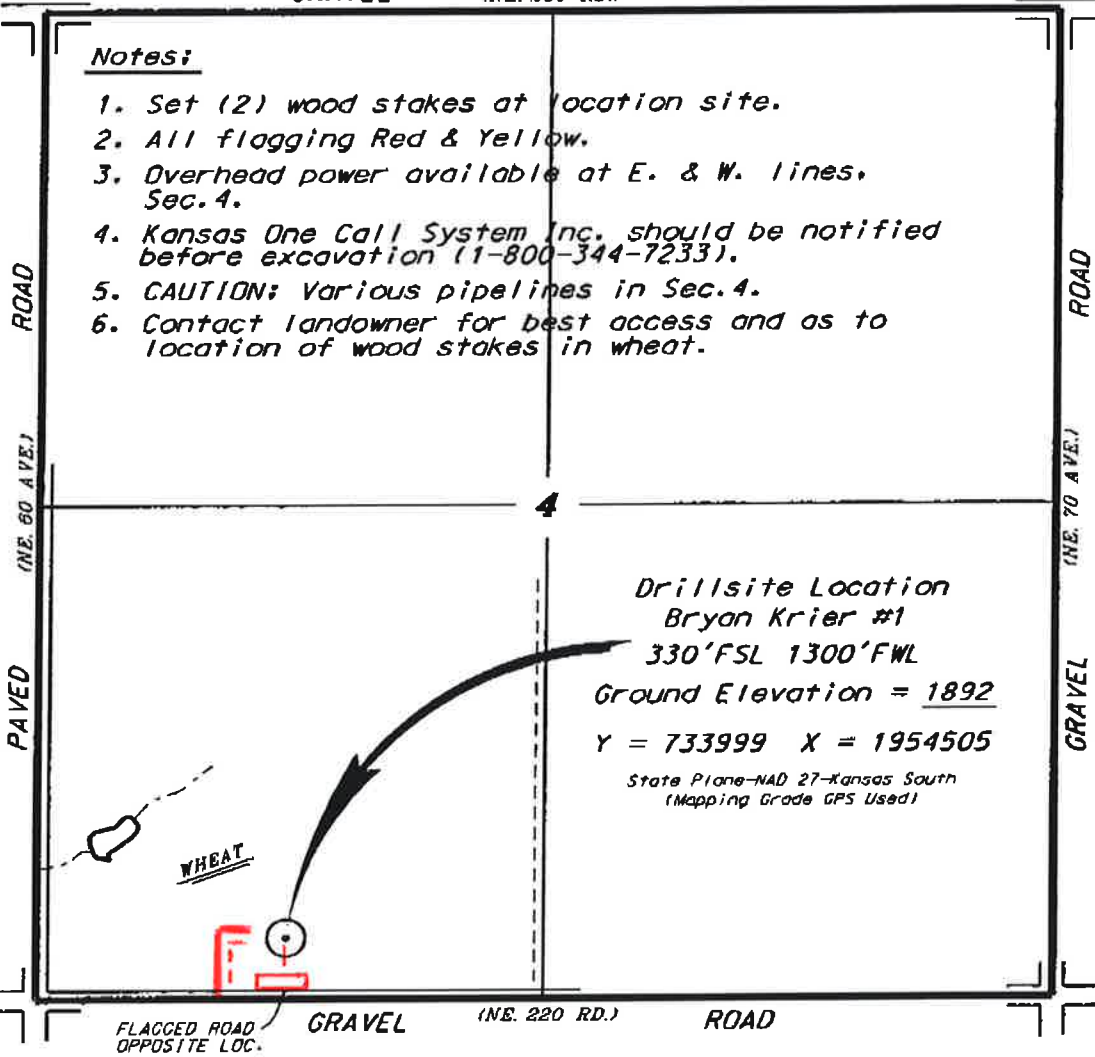 Notes:
1. Set (2) wood stakes at location site.
2. All flagging Red & Yellow.
3. Overhead power available at E. & W. lines,
Sec. 4.
4. Kansas One Call System Inc. should be notified
before excavation (1-800-344-7233).
5. CAUTION: Various pipelines in Sec. 4.
6. Contact landowner for best access and as to
location of wood stakes in wheat.
ROAD
(NE. 60 AVE.)
PAVED
ROAD
(NE. 70 AVE.)
GRAVEL
4
Drillsite Location
Bryan Krier #1
330'FSL 1300'FWL
Ground Elevation = 1892
Y = 733999 X = 1954505
State Plane-NAD 27-Kansas South
(Mapping Grade GPS Used)
WHEAT
FLAGGED ROAD
OPPOSITE LOC.
GRAVEL (NE. 220 RD.) ROAD